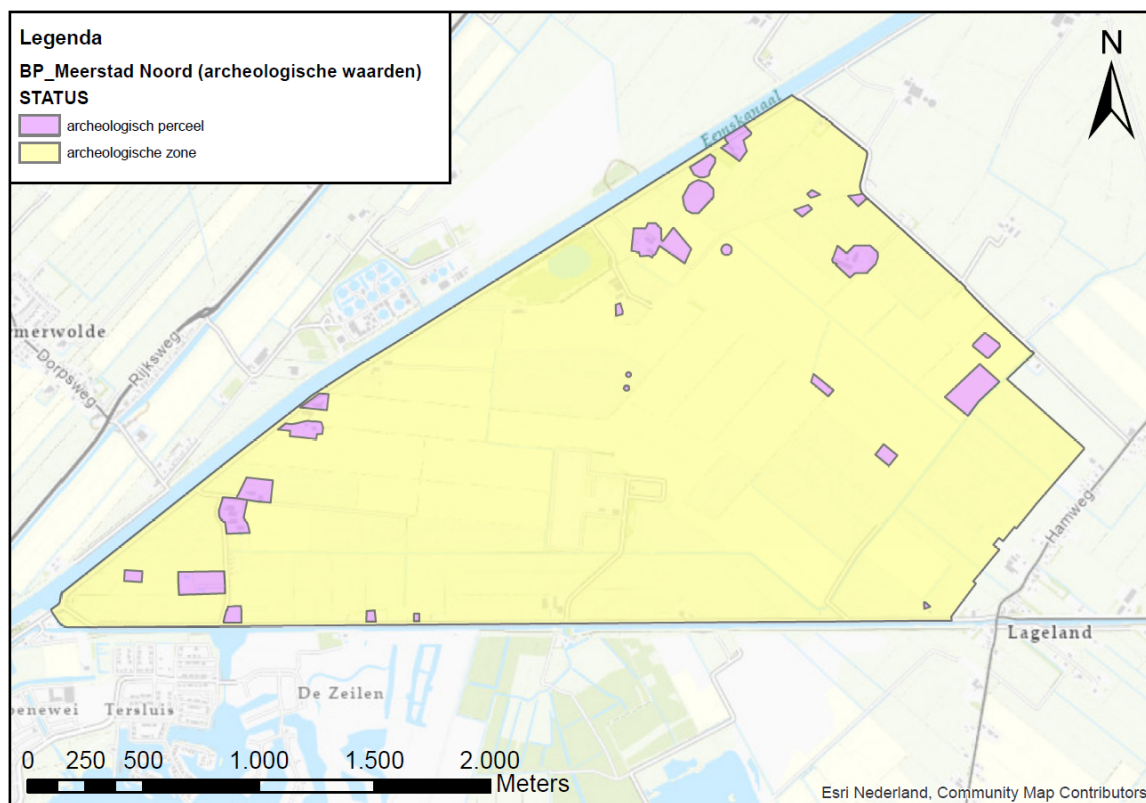 Legenda
BP_Meerstad Noord (archeologische waarden)
STATUS
archeologisch perceel
archeologische zone
N
Eemskanaal
merwolde
Rijksweg
Dorpsweg
Hamweg
Lageland
De Zeilen
enewei
Tersluis
0 250 500 1.000 1.500 2.000
Meters
Esri Nederland, Community Map Contributors